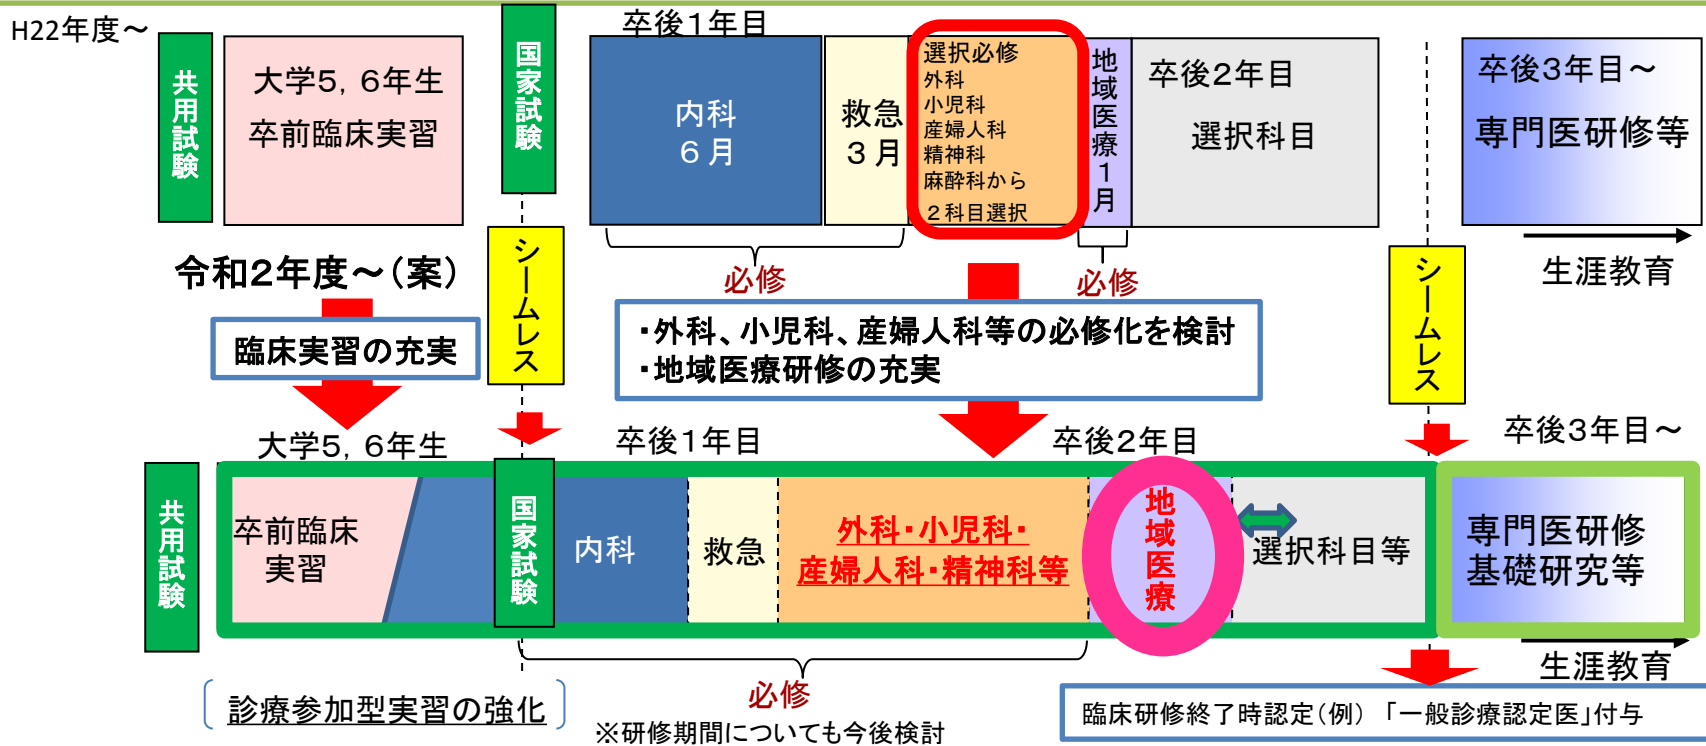 H22年度～
共用試験
大学5，6年生
卒前臨床実習
国家試験
卒後1年目
内科
6月
救急
3月
選択必修
外科
小児科
産婦人科
精神科
麻酔科から
2科目選択
地域医療1月
卒後2年目
選択科目
卒後3年目～
専門医研修等
生涯教育
必修
必修
令和2年度～（案）
臨床実習の充実
シームレス
・外科、小児科、産婦人科等の必修化を検討
・地域医療研修の充実
シームレス
大学5，6年生
卒後1年目
卒後2年目
卒後3年目～
共用試験
卒前臨床
実習
国家試験
内科
救急
外科・小児科・
産婦人科・精神科等
地域医療
選択科目等
専門医研修
基礎研究等
生涯教育
診療参加型実習の強化
必修
※研修期間についても今後検討
臨床研修終了時認定（例）「一般診療認定医」付与